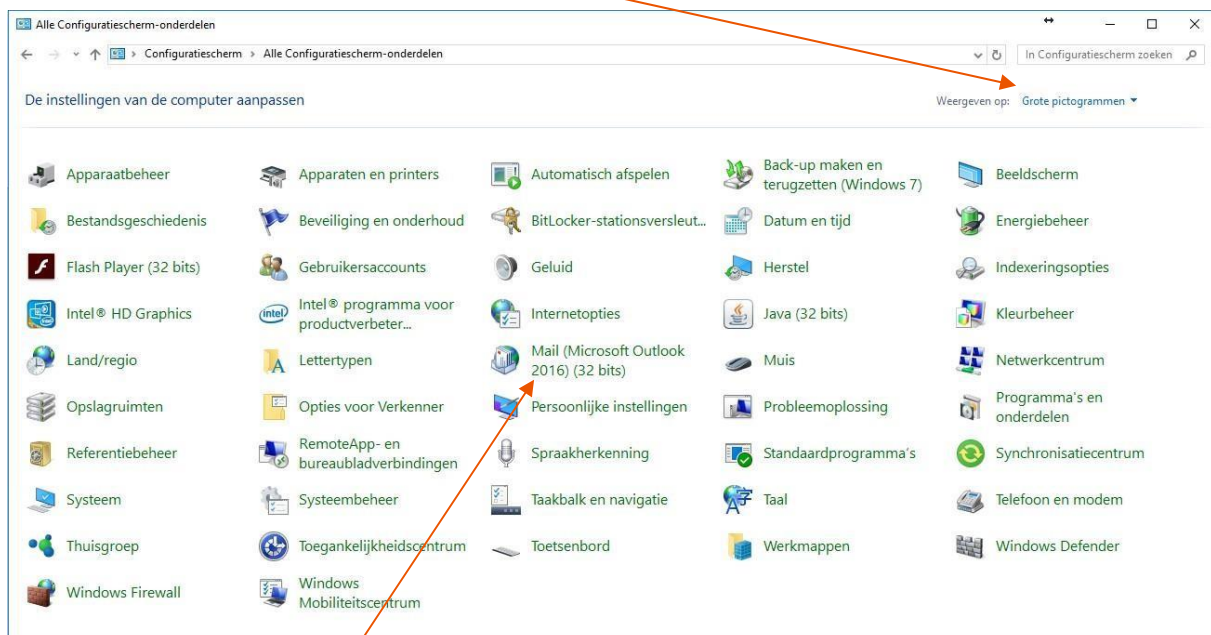 Alle Configuratiescherm-onderdelen
Configuratiescherm > Alle Configuratiescherm-onderdelen
In Configuratiescherm zoeken
De instellingen van de computer aanpassen
Weergeven op: Grote pictogrammen
Apparaatbeheer
Apparaten en printers
Automatisch afspelen
Back-up maken en
terugzetten (Windows 7)
Beeldscherm
Bestandsgeschiedenis
Beveiliging en onderhoud
BitLocker-stationsversleut...
Datum en tijd
Energiebeheer
Flash Player (32 bits)
Gebruikersaccounts
Geluid
Herstel
Indexeringsopties
Intel® HD Graphics
intel
Intel® programma voor
productverbeter...
Internetopties
Java (32 bits)
Kleurbeheer
Land/regio
Lettertypen
Mail (Microsoft Outlook
2016) (32 bits)
Muis
Netwerkcentrum
Opslagruimten
Opties voor Verkenner
Persoonlijke instellingen
Probleemoplossing
Programma's en
onderdelen
Referentiebeheer
RemoteApp- en
bureaubladverbindingen
Spraakherkenning
Standaardprogramma's
Synchronisatiecentrum
Systeem
Systeembeheer
Taakbalk en navigatie
Taal
Telefoon en modem
Thuisgroep
Toegankelijkheidscentrum
Toetsenbord
Werkmappen
Windows Defender
Windows Firewall
Windows
Mobiliteitscentrum